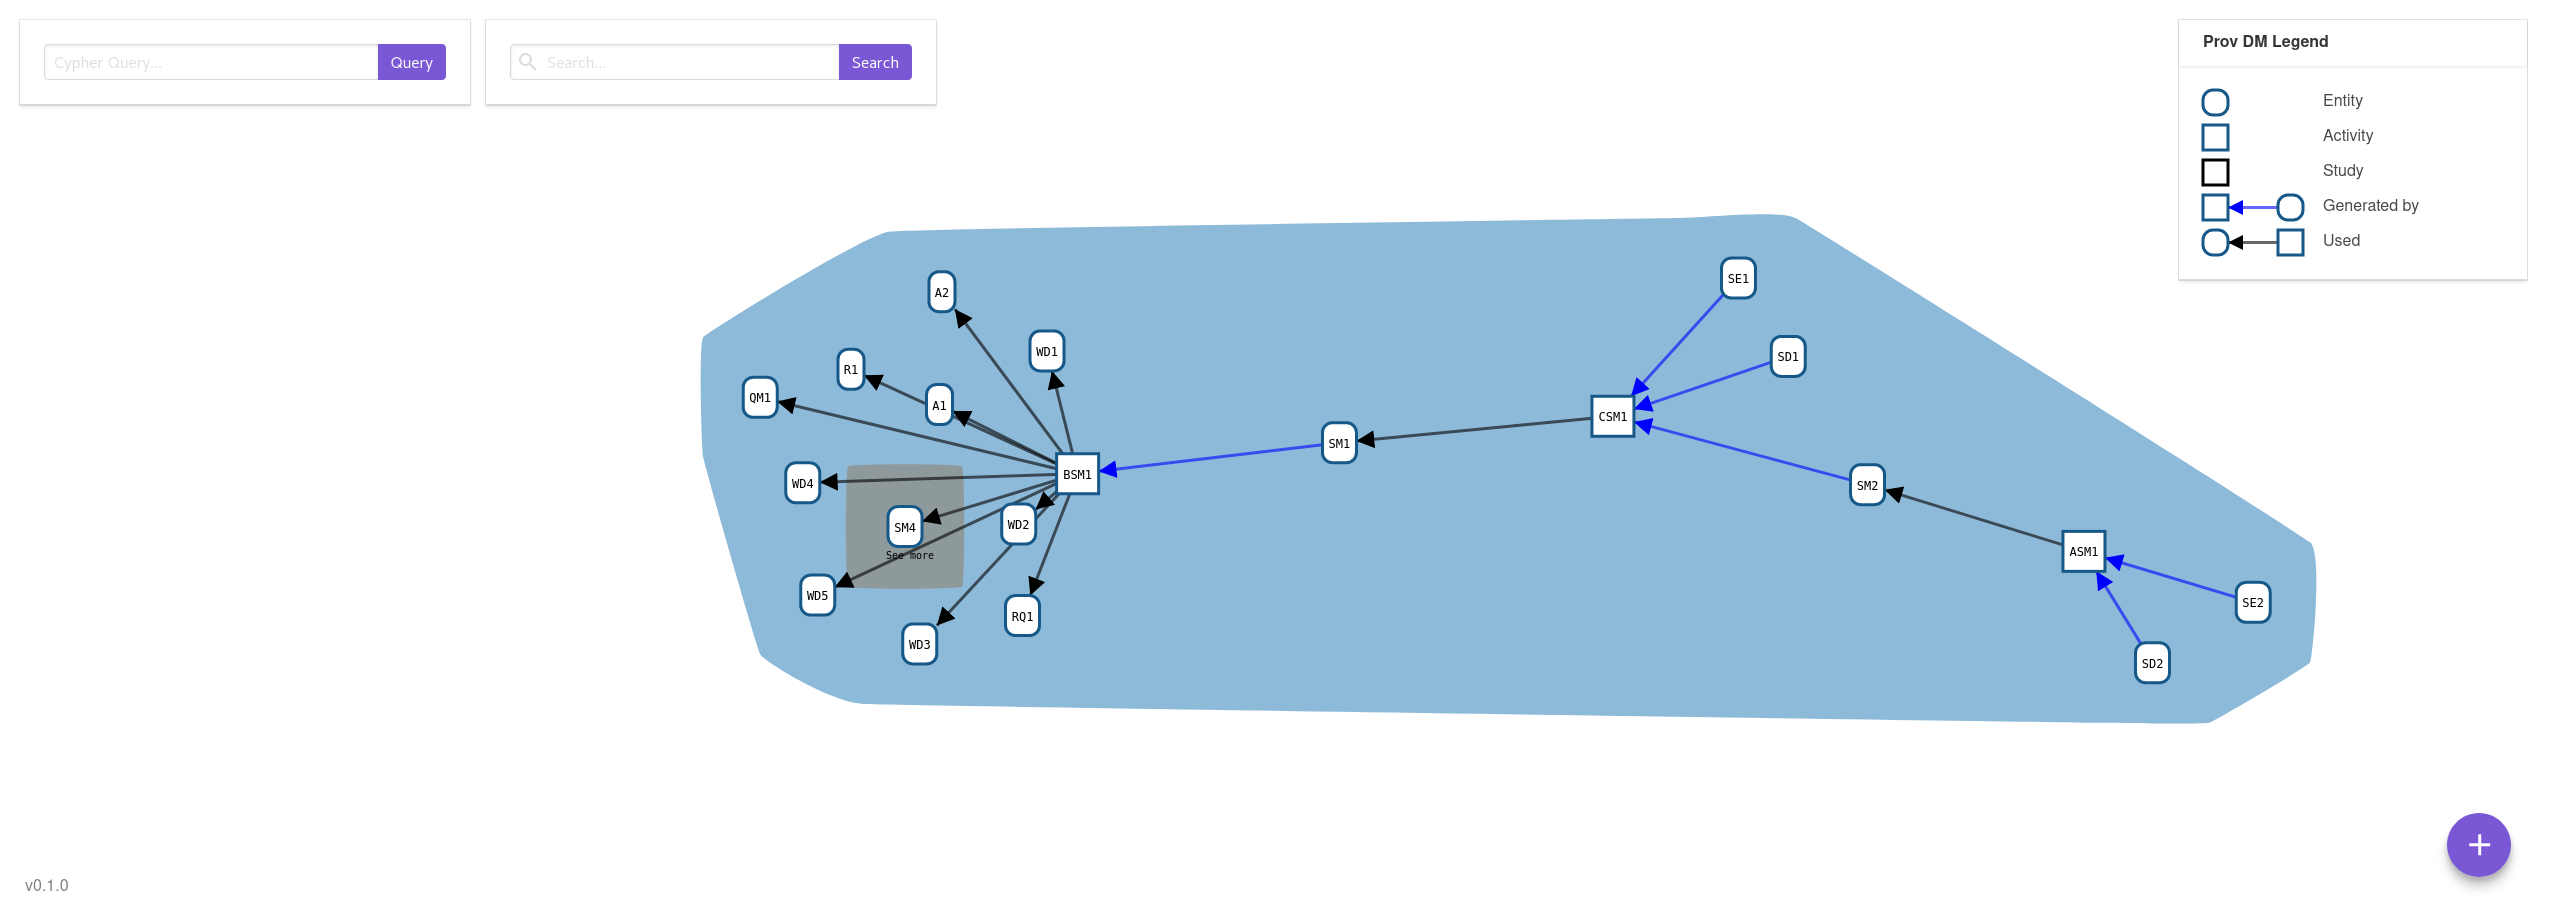 Cypher Query...
Query
Search...
Search
Prov DM Legend
Entity
Activity
Study
Generated by
Used
SE1
A2
WD1
SD1
R1
QM1
A1
CSM1
SM1
BSM1
WD4
SM2
WD2
SM4
See more
ASM1
WD5
SE2
RQ1
WD3
SD2
v0.1.0